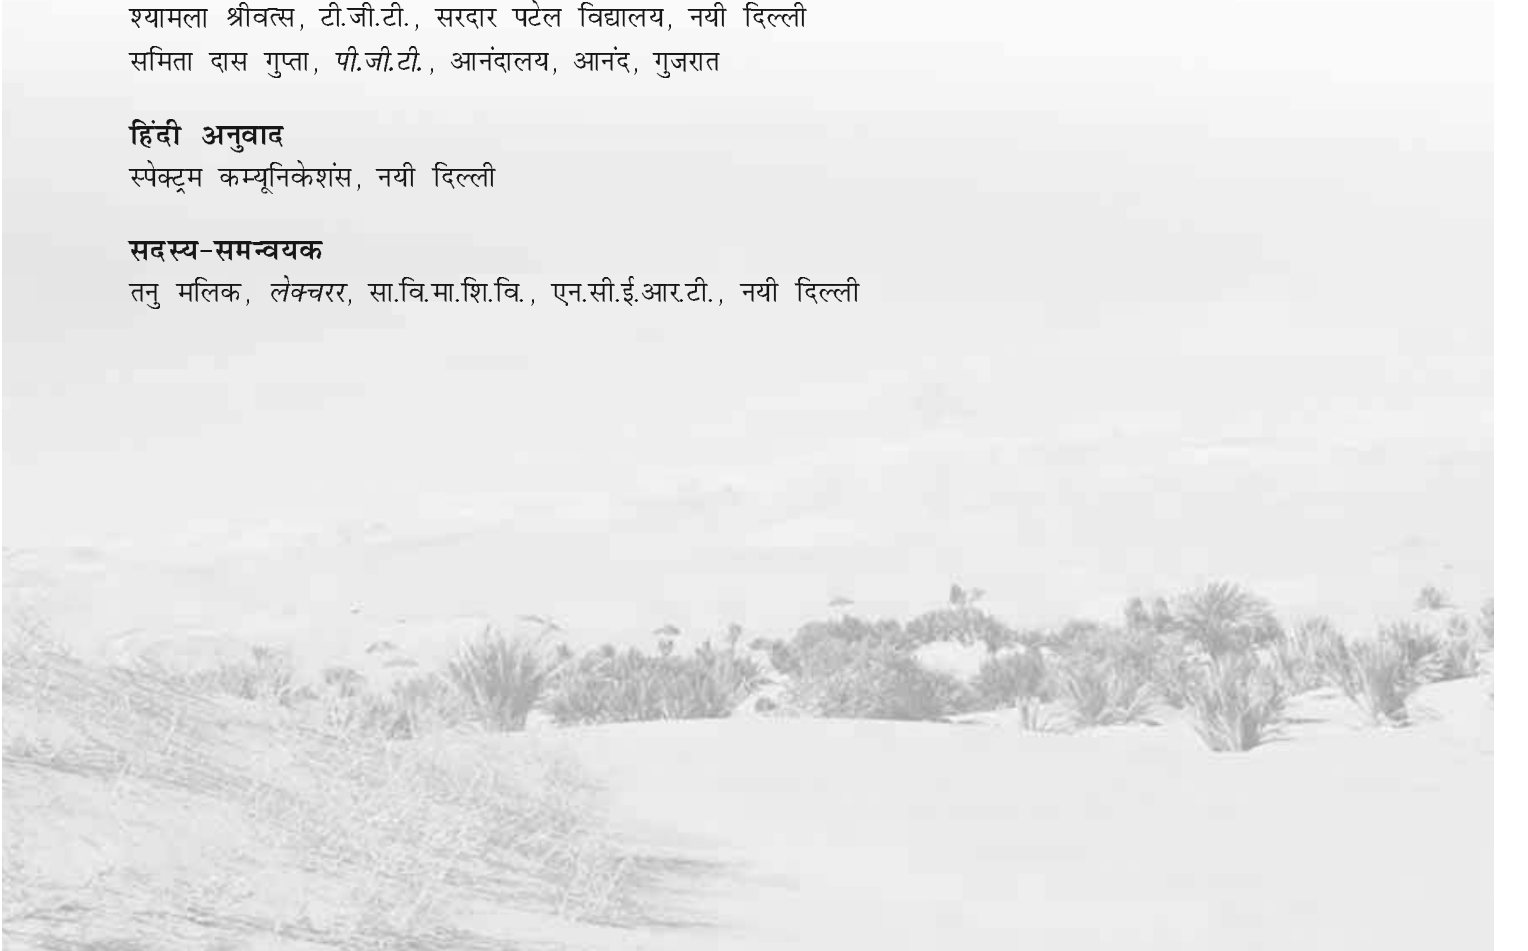 श्यामला श्रीवत्स, टी.जी.टी., सरदार पटेल विद्यालय, नयी दिल्ली
समिता दास गुप्ता, पी.जी.टी., आनंदालय, आनंद, गुजरात
हिंदी अनुवाद
स्पेक्ट्रम कम्यूनिकेशंस, नयी दिल्ली
सदस्य-समन्वयक
तनु मलिक, लेक्चरर, सा.वि.मा.शि.वि., एन.सी.ई.आर.टी., नयी दिल्ली